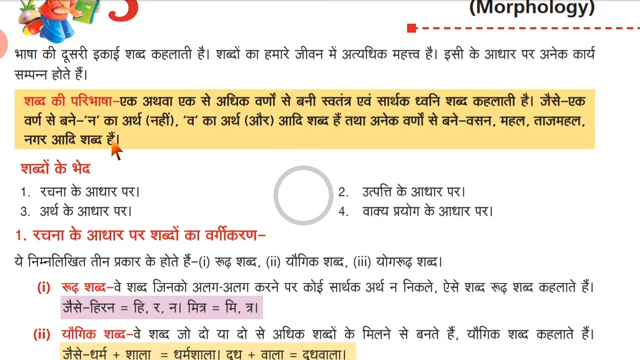 5
(Morphology)
भाषा की दूसरी इकाई शब्द कहलाती है। शब्दों का हमारे जीवन में अत्यधिक महत्त्व है। इसी के आधार पर अनेक कार्य
सम्पन्न होते हैं।
शब्द की परिभाषा–एक अथवा एक से अधिक वर्णों से बनी स्वतंत्र एवं सार्थक ध्वनि शब्द कहलाती है। जैसे–एक
वर्ण से बने–‘न’ का अर्थ (नहीं), ‘व’ का अर्थ (और) आदि शब्द हैं तथा अनेक वर्णों से बने–वसन, महल, ताजमहल,
नगर आदि शब्द हैं।
शब्दों के भेद
1. रचना के आधार पर। 2. उत्पत्ति के आधार पर।
3. अर्थ के आधार पर। 4. वाक्य प्रयोग के आधार पर।
1. रचना के आधार पर शब्दों का वर्गीकरण–
ये निम्नलिखित तीन प्रकार के होते हैं–(i) रूढ़ शब्द, (ii) यौगिक शब्द, (iii) योगरूढ़ शब्द।
(i) रूढ़ शब्द–वे शब्द जिनको अलग-अलग करने पर कोई सार्थक अर्थ न निकले, ऐसे शब्द रूढ़ शब्द कहलाते हैं।
जैसे–हिरन = हि, र, न। मित्र = मि, त्र।
(ii) यौगिक शब्द–वे शब्द जो दो या दो से अधिक शब्दों के मिलने से बनते हैं, यौगिक शब्द कहलाते हैं।
जैसे–धर्म + शाला = धर्मशाला। दूध + वाला = दूधवाला।